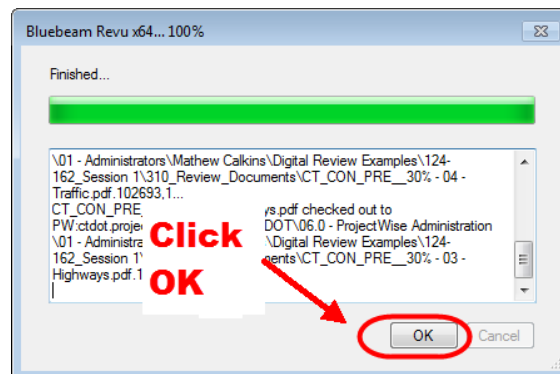 Bluebeam Revu x64... 100%
Finished...
\01 - Administrators\Mathew Calkins\Digital Review Examples\124-
162_Session 1\310_Review_Documents\CT_CON_PRE__30% - 04 -
Traffic.pdf.102693,1...
CT_CON_PRE_ ys.pdf checked out to
PW:ctdot.proje DOT\06.0 - ProjectWise Administration
\01 - Administra \Digital Review Examples\124-
162_Session 1\ ents\CT_CON_PRE__30% - 03 -
Highways.pdf.1
Click
OK
OK Cancel